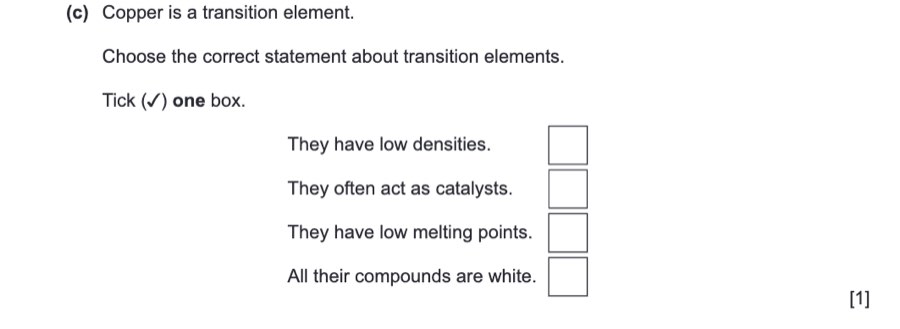 (c) Copper is a transition element.
Choose the correct statement about transition elements.
Tick (✓) one box.
They have low densities.
They often act as catalysts.
They have low melting points.
All their compounds are white.
[1]